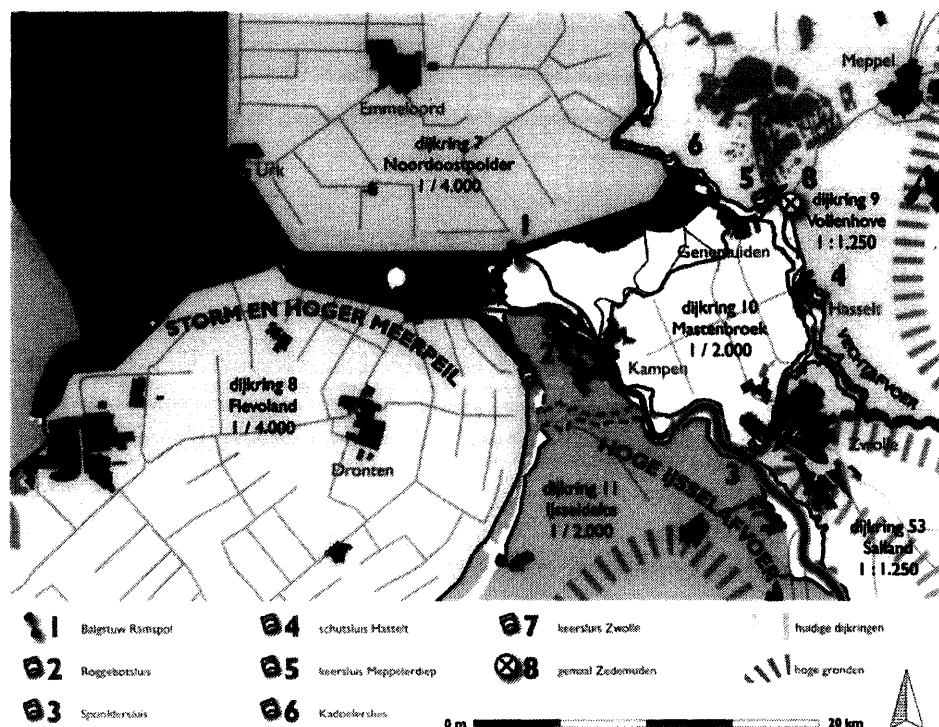 Meppel
Emmeloord
6
dijkring 7
Noordoostpolder
1 / 4.000
Urk
5
8
dijkring 9
Vollenhove
1 : 1.250
1
Genemuiden
4
Hasselt
STORM EN HOGER MEERPEIL
dijkring 10
Mastenbroek
1 / 2.000
2
Kampen
VECHTAFVOER
dijkring 8
Flevoland
1 / 4.000
Zwolle
Dronten
HOGE IJSSELAFVOER
3
dijkring 11
IJsseldelta
1 / 2.000
dijkring 53
Salland
1 : 1.250
1 Balgstuw Ramspol
4 schutsluis Hasselt
7 keersluis Zwolle
huidige dijkringen
2 Roggebotsluis
5 keersluis Meppelerdiep
8 gemaal Zedemuden
hoge gronden
3 Spooldersluis
6 Kadoelersluis
0 m
20 km